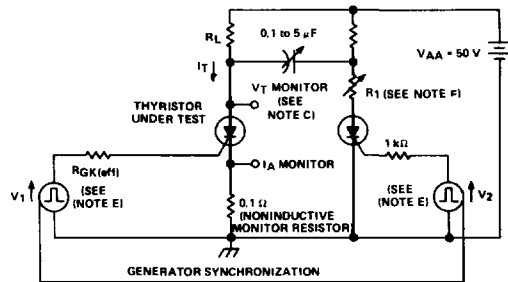 RL
0.1 to 5 µF
VAA = 50 V
IT
VT MONITOR
(SEE
NOTE C)
R1 (SEE NOTE F)
THYRISTOR
UNDER TEST
1 kΩ
RGK(eff)
IA MONITOR
V1
(SEE
NOTE E)
0.1 Ω
(NONINDUCTIVE
MONITOR RESISTOR)
(SEE
NOTE E)
V2
GENERATOR SYNCHRONIZATION